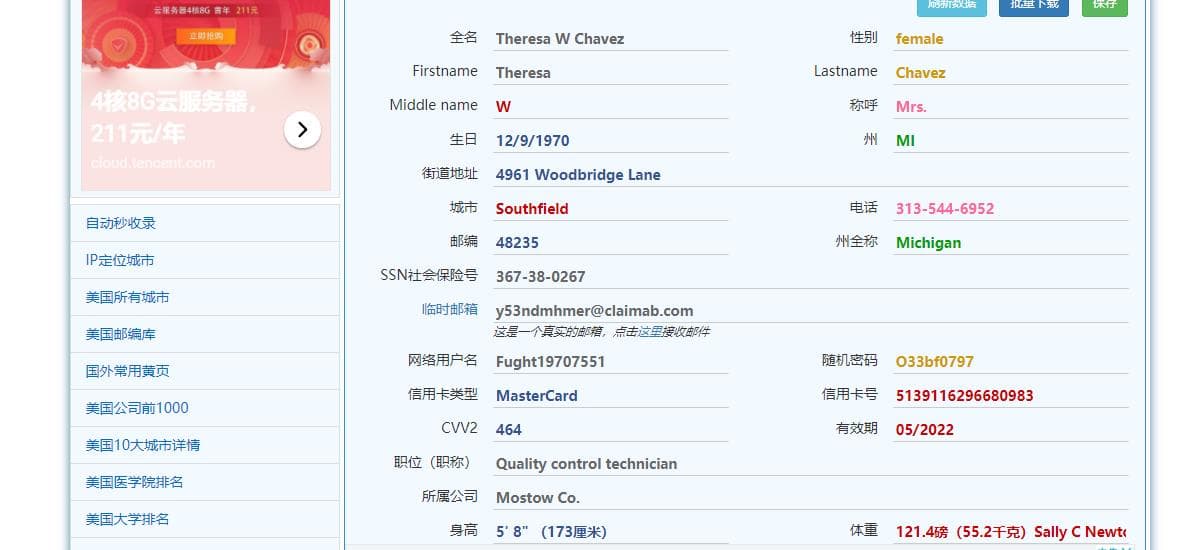 云服务器4核8G 首年 211元
立即抢购
4核8G云服务器,
211元/年
cloud.tencent.com
自动秒收录
IP定位城市
美国所有城市
美国邮编库
国外常用黄页
美国公司前1000
美国10大城市详情
美国医学院排名
美国大学排名
刷新数据 批量下载 保存
全名 Theresa W Chavez 性别 female
Firstname Theresa Lastname Chavez
Middle name W 称呼 Mrs.
生日 12/9/1970 州 MI
街道地址 4961 Woodbridge Lane
城市 Southfield 电话 313-544-6952
邮编 48235 州全称 Michigan
SSN社会保险号 367-38-0267
临时邮箱 y53ndmhmer@claimab.com
这是一个真实的邮箱，点击这里接收邮件
网络用户名 Fught19707551 随机密码 O33bf0797
信用卡类型 MasterCard 信用卡号 5139116296680983
CVV2 464 有效期 05/2022
职位（职称） Quality control technician
所属公司 Mostow Co.
身高 5' 8" （173厘米） 体重 121.4磅（55.2千克）Sally C Newto